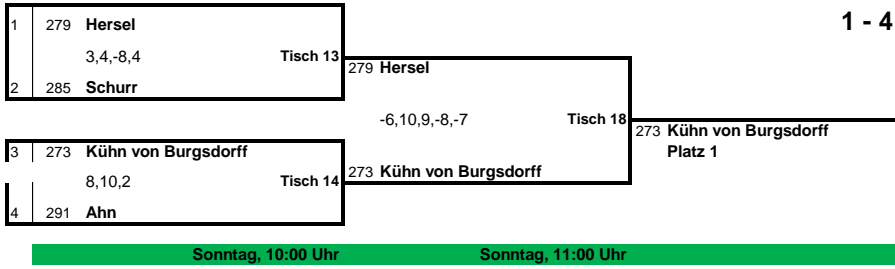 1 - 4
1 279 Hersel
3,4,-8,4 Tisch 13
279 Hersel
2 285 Schurr
-6,10,9,-8,-7 Tisch 18
273 Kühn von Burgsdorff
Platz 1
3 273 Kühn von Burgsdorff
273 Kühn von Burgsdorff
8,10,2 Tisch 14
4 291 Ahn
Sonntag, 10:00 Uhr Sonntag, 11:00 Uhr